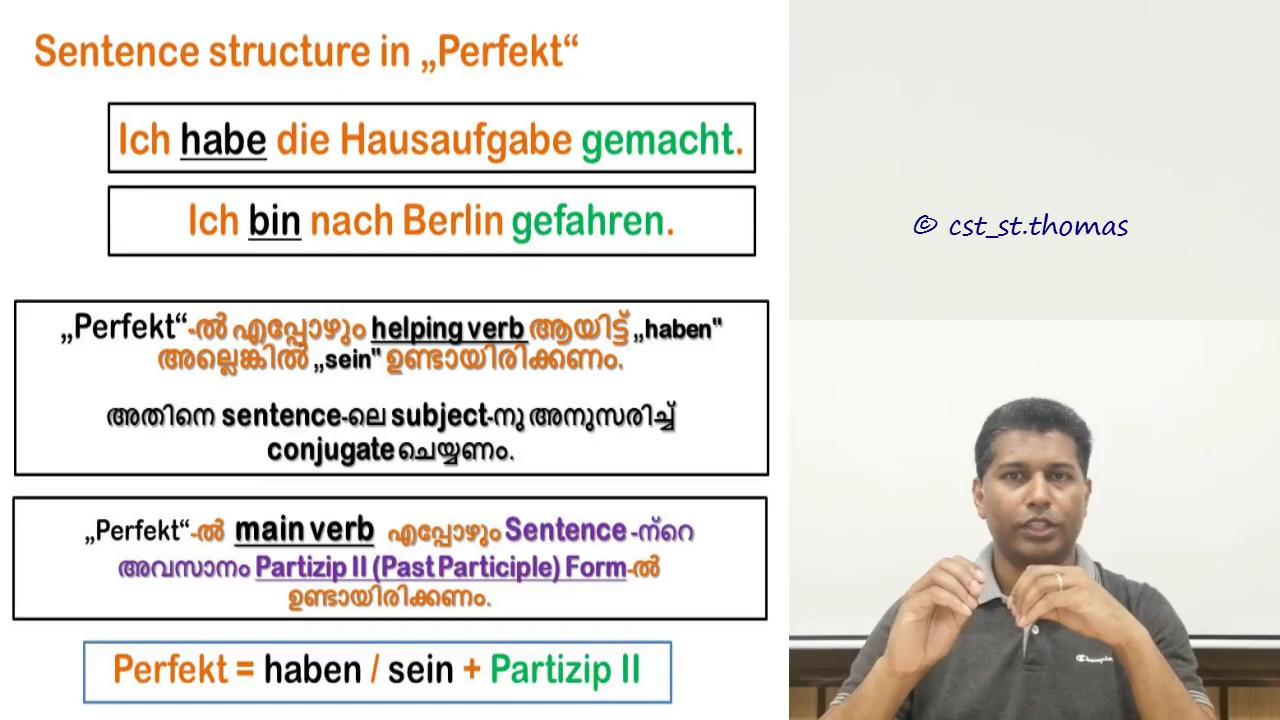 Sentence structure in „Perfekt“
Ich habe die Hausaufgabe gemacht.
Ich bin nach Berlin gefahren.
„Perfekt“-ൽ എപ്പോഴും helping verb ആയിട്ട് „haben"
അല്ലെങ്കിൽ „sein" ഉണ്ടായിരിക്കണം.
അതിനെ sentence-ലെ subject-നു അനുസരിച്ച്
conjugate ചെയ്യണം.
„Perfekt“-ൽ main verb എപ്പോഴും Sentence -ന്റെ
അവസാനം Partizip II (Past Participle) Form-ൽ
ഉണ്ടായിരിക്കണം.
Perfekt = haben / sein + Partizip II
© cst_st.thomas
Champion